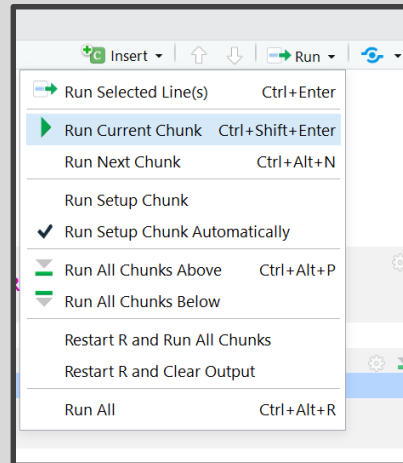 Insert Run
Run Selected Line(s) Ctrl+Enter
Run Current Chunk Ctrl+Shift+Enter
Run Next Chunk Ctrl+Alt+N
Run Setup Chunk
Run Setup Chunk Automatically
Run All Chunks Above Ctrl+Alt+P
Run All Chunks Below
Restart R and Run All Chunks
Restart R and Clear Output
Run All Ctrl+Alt+R